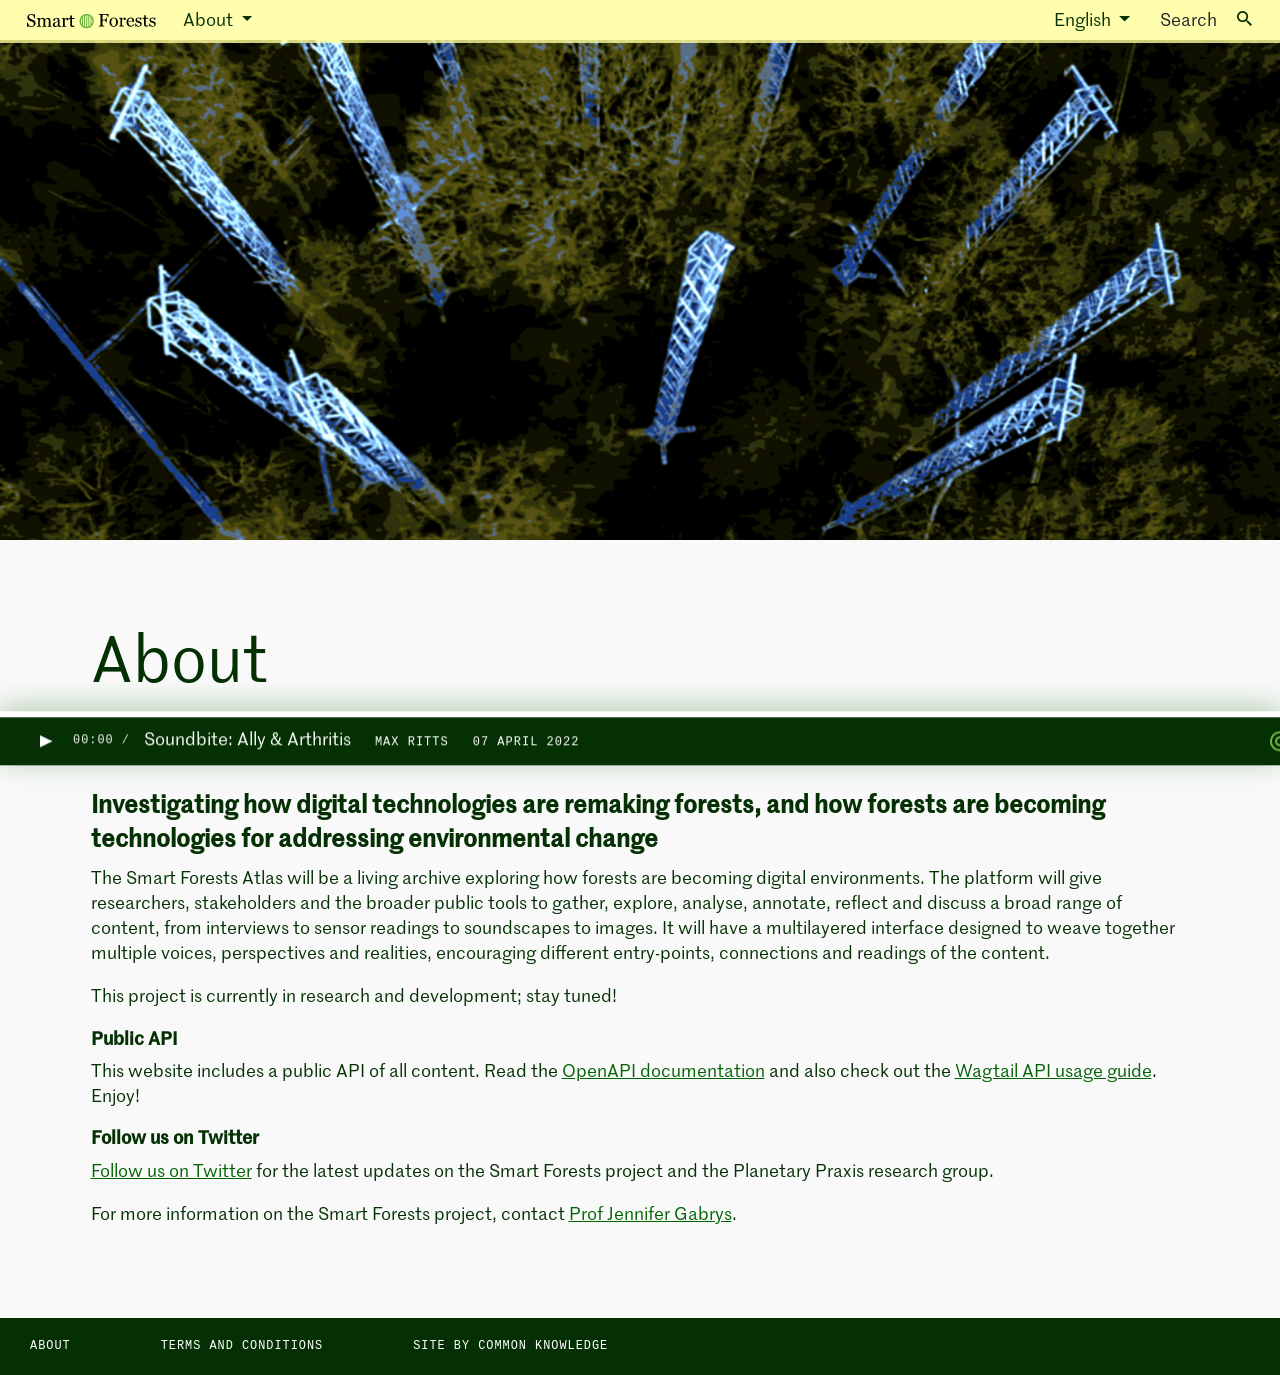 Smart Forests About English Search
About
00:00 / Soundbite: Ally & Arthritis MAX RITTS 07 APRIL 2022
Investigating how digital technologies are remaking forests, and how forests are becoming
technologies for addressing environmental change
The Smart Forests Atlas will be a living archive exploring how forests are becoming digital environments. The platform will give
researchers, stakeholders and the broader public tools to gather, explore, analyse, annotate, reflect and discuss a broad range of
content, from interviews to sensor readings to soundscapes to images. It will have a multilayered interface designed to weave together
multiple voices, perspectives and realities, encouraging different entry-points, connections and readings of the content.
This project is currently in research and development; stay tuned!
Public API
This website includes a public API of all content. Read the OpenAPI documentation and also check out the Wagtail API usage guide.
Enjoy!
Follow us on Twitter
Follow us on Twitter for the latest updates on the Smart Forests project and the Planetary Praxis research group.
For more information on the Smart Forests project, contact Prof Jennifer Gabrys.
ABOUT TERMS AND CONDITIONS SITE BY COMMON KNOWLEDGE